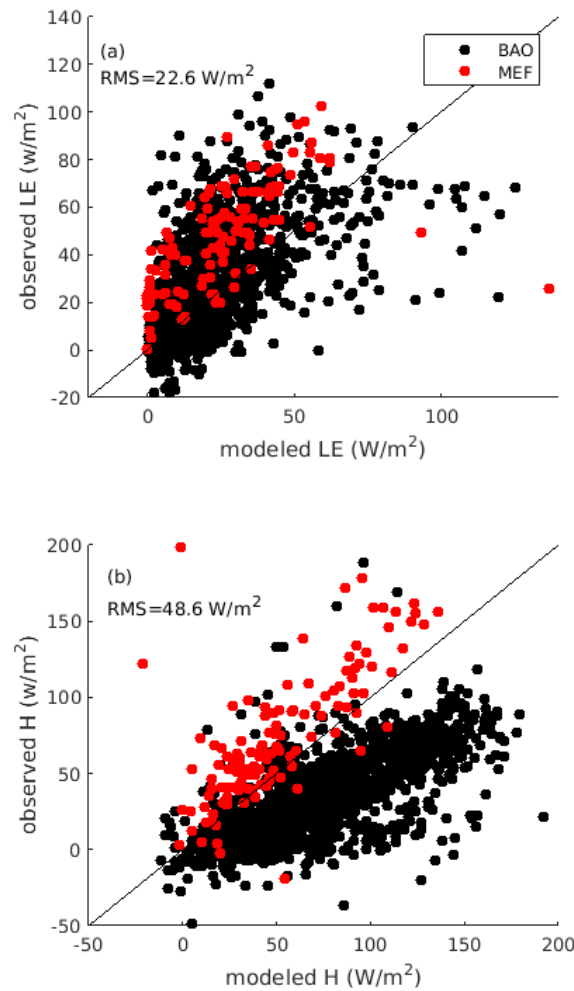 140
120
100
80
60
40
20
0
-20
(a)
RMS=22.6 W/m²
BAO
MEF
observed LE (w/m²)
0 50 100
modeled LE (W/m²)
200
150
100
50
0
-50
(b)
RMS=48.6 W/m²
observed H (w/m²)
-50 0 50 100 150 200
modeled H (W/m²)